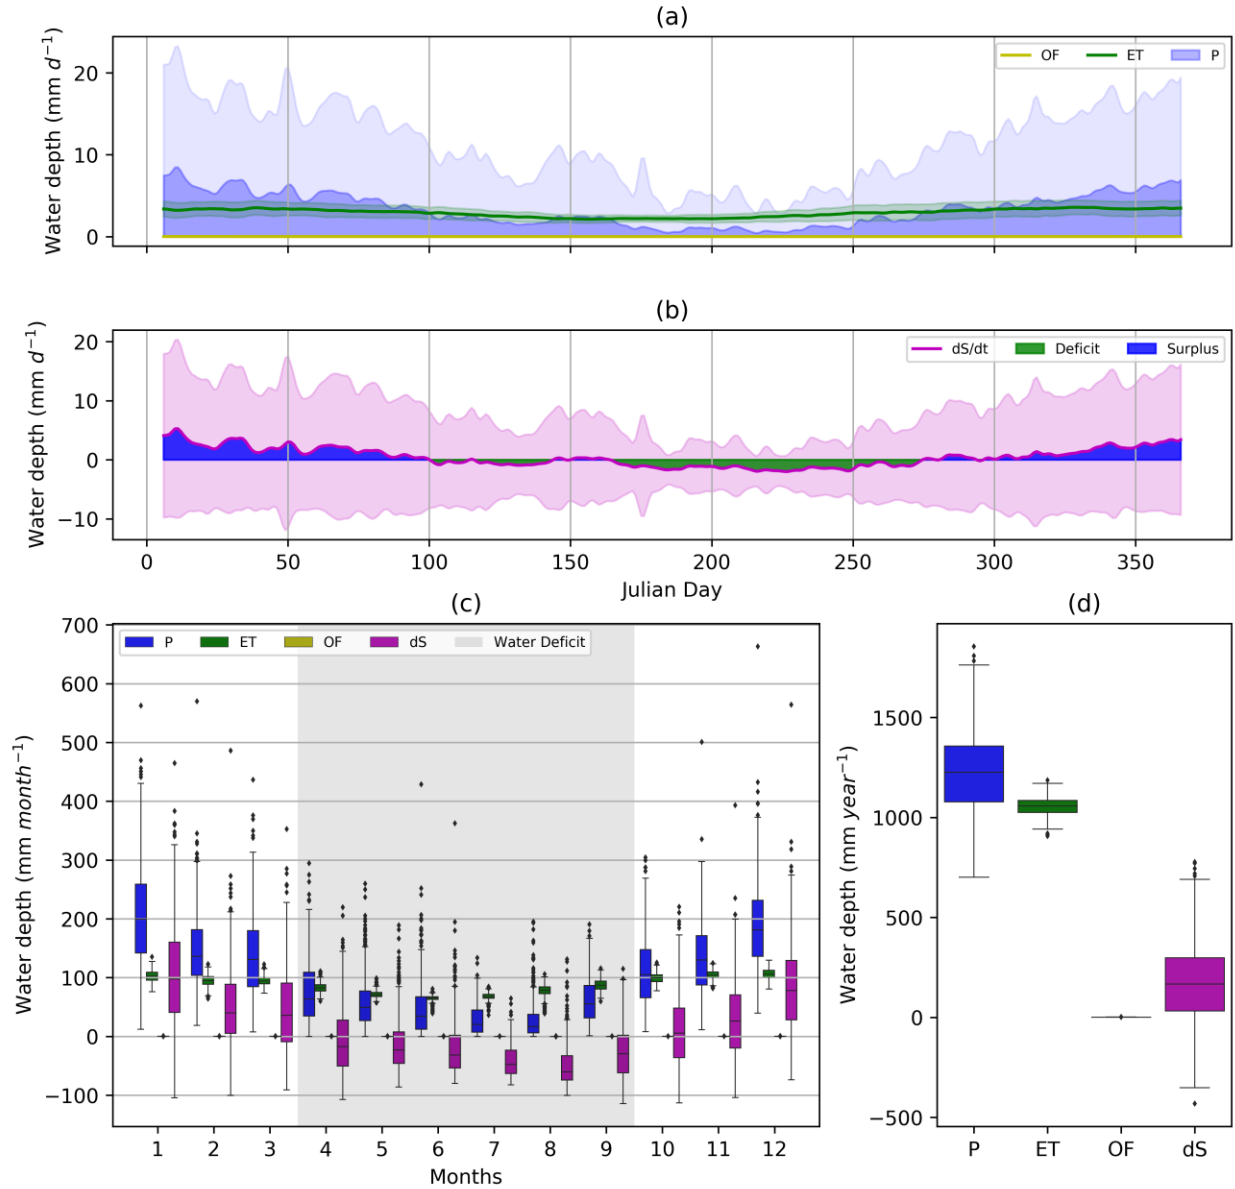 (a)
Water depth (mm d⁻¹)
20
10
0
OF ET P
(b)
Water depth (mm d⁻¹)
20
10
0
−10
dS/dt Deficit Surplus
0 50 100 150 200 250 300 350
Julian Day
(c)
Water depth (mm month⁻¹)
700
600
500
400
300
200
100
0
−100
P ET OF dS Water Deficit
1 2 3 4 5 6 7 8 9 10 11 12
Months
(d)
Water depth (mm year⁻¹)
1500
1000
500
0
−500
P ET OF dS